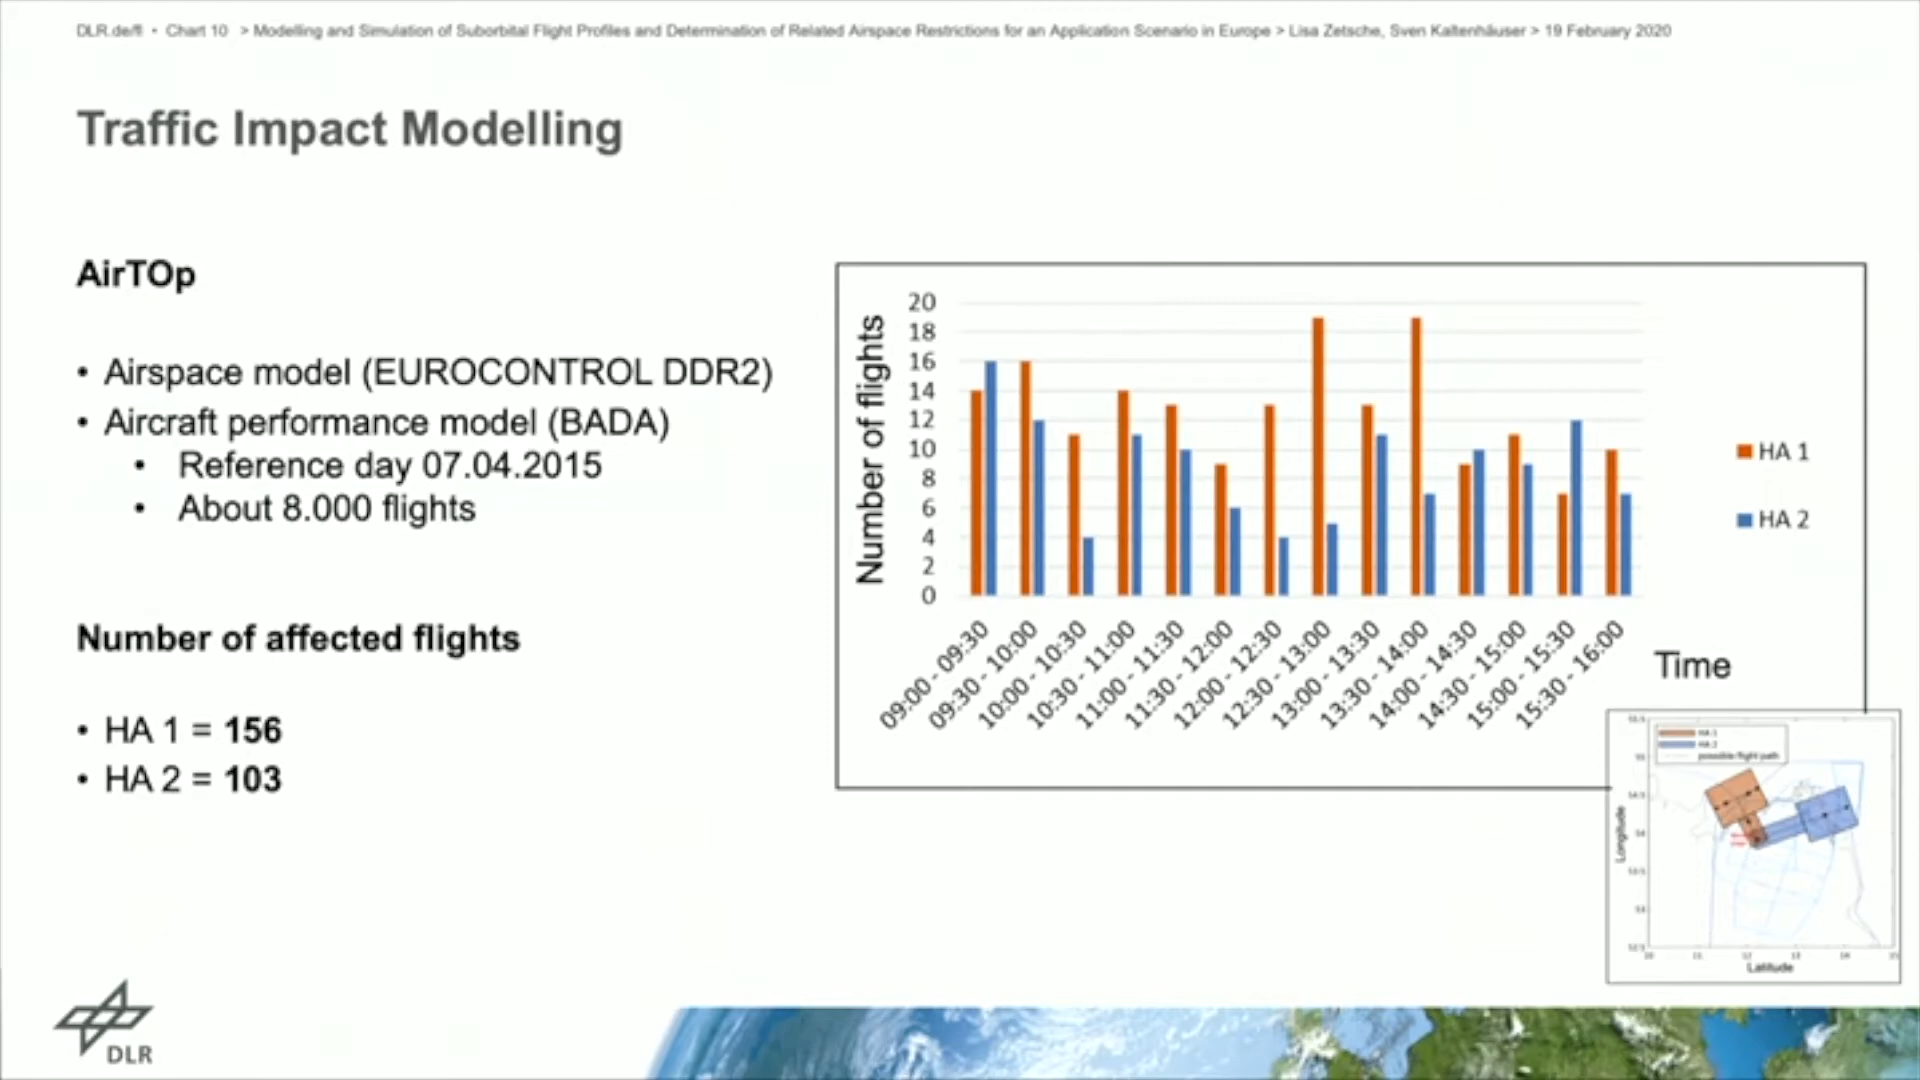 DLR.de/fl • Chart 10 > Modelling and Simulation of Suborbital Flight Profiles and Determination of Related Airspace Restrictions for an Application Scenario in Europe > Lisa Zetsche, Sven Kaltenhäuser > 19 February 2020
Traffic Impact Modelling
AirTOp
• Airspace model (EUROCONTROL DDR2)
• Aircraft performance model (BADA)
• Reference day 07.04.2015
• About 8.000 flights
Number of affected flights
• HA 1 = 156
• HA 2 = 103
Number of flights
20
18
16
14
12
10
8
6
4
2
0
09:00 - 09:30
09:30 - 10:00
10:00 - 10:30
10:30 - 11:00
11:00 - 11:30
11:30 - 12:00
12:00 - 12:30
12:30 - 13:00
13:00 - 13:30
13:30 - 14:00
14:00 - 14:30
14:30 - 15:00
15:00 - 15:30
15:30 - 16:00
Time
HA 1
HA 2
HA 1
HA 2
possible flight path
Longitude
Latitude
DLR